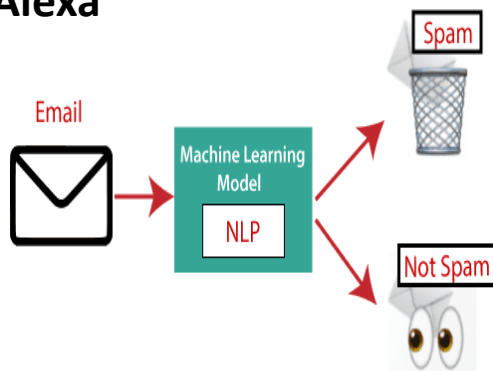 Alexa
Spam
Email
Machine Learning
Model
NLP
Not Spam